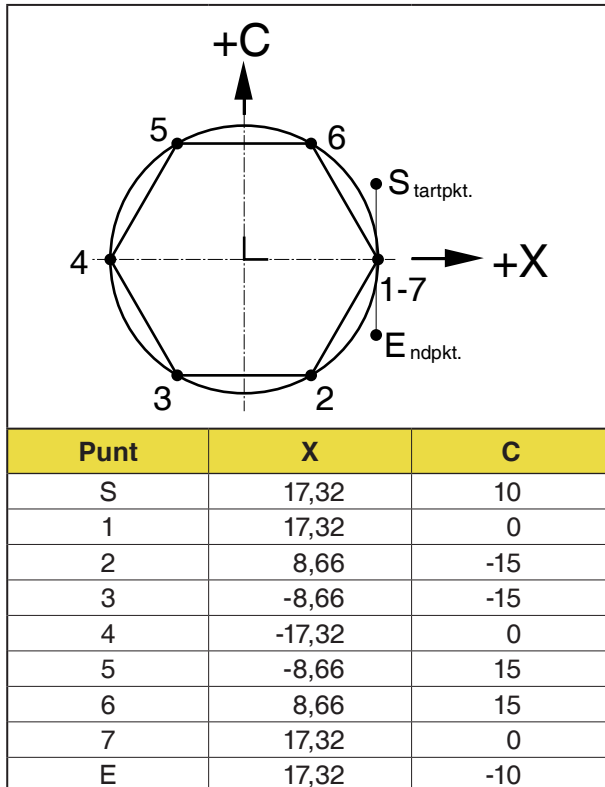 +C
5 6
S tartpkt.
4 +X
1-7
E ndpkt.
3 2
Punt X C
S 17,32 10
1 17,32 0
2 8,66 -15
3 -8,66 -15
4 -17,32 0
5 -8,66 15
6 8,66 15
7 17,32 0
E 17,32 -10